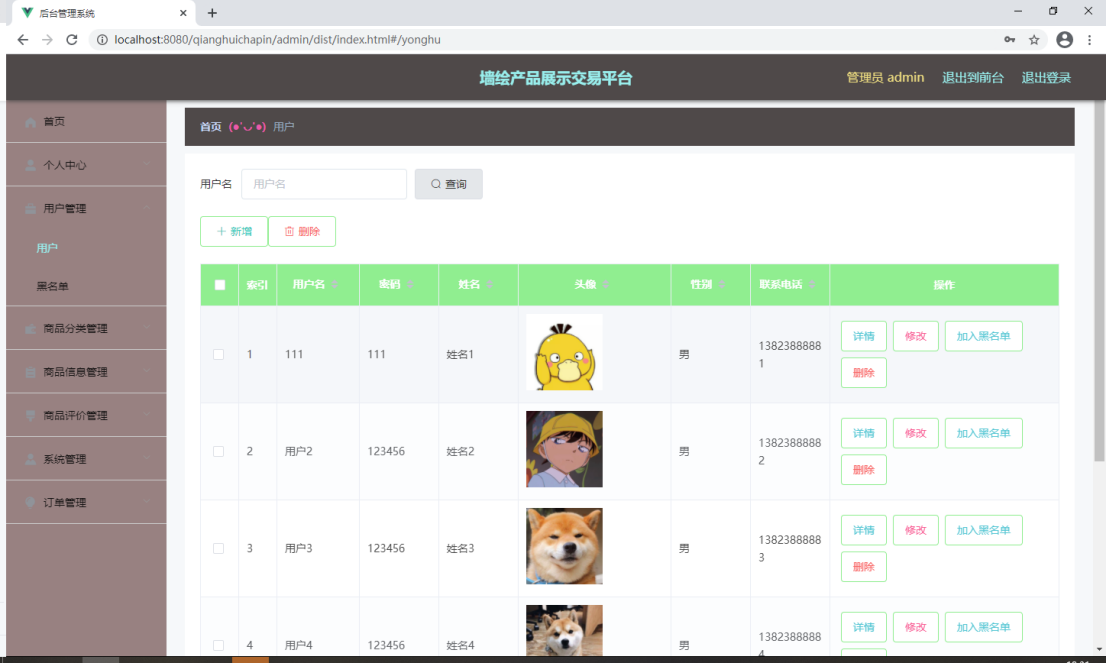 后台管理系统
localhost:8080/qianghuichapin/admin/dist/index.html#/yonghu
墙绘产品展示交易平台
管理员 admin 退出到前台 退出登录
首页
个人中心
用户管理
用户
黑名单
商品分类管理
商品信息管理
商品评价管理
系统管理
订单管理
首页 (●'◡'●) 用户
用户名 用户名 查询
新增 删除
索引 用户名 密码 姓名 头像 性别 联系电话 操作
1 111 111 姓名1 男 1382388888
1
详情 修改 加入黑名单
删除
2 用户2 123456 姓名2 男 1382388888
2
详情 修改 加入黑名单
删除
3 用户3 123456 姓名3 男 1382388888
3
详情 修改 加入黑名单
删除
4 用户4 123456 姓名4 男 1382388888
4
详情 修改 加入黑名单